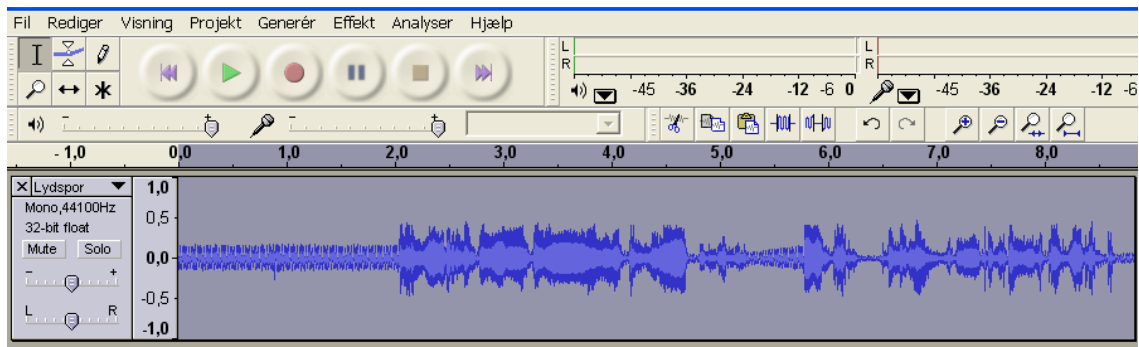 Fil Rediger Visning Projekt Generér Effekt Analyser Hjælp
L
R
-45 -36 -24 -12 -6 0
L
R
-45 -36 -24 -12 -6
- 1,0 0,0 1,0 2,0 3,0 4,0 5,0 6,0 7,0 8,0
× Lydspor
Mono,44100Hz
32-bit float
Mute Solo
- +
L R
1,0
0,5
0,0
-0,5
-1,0